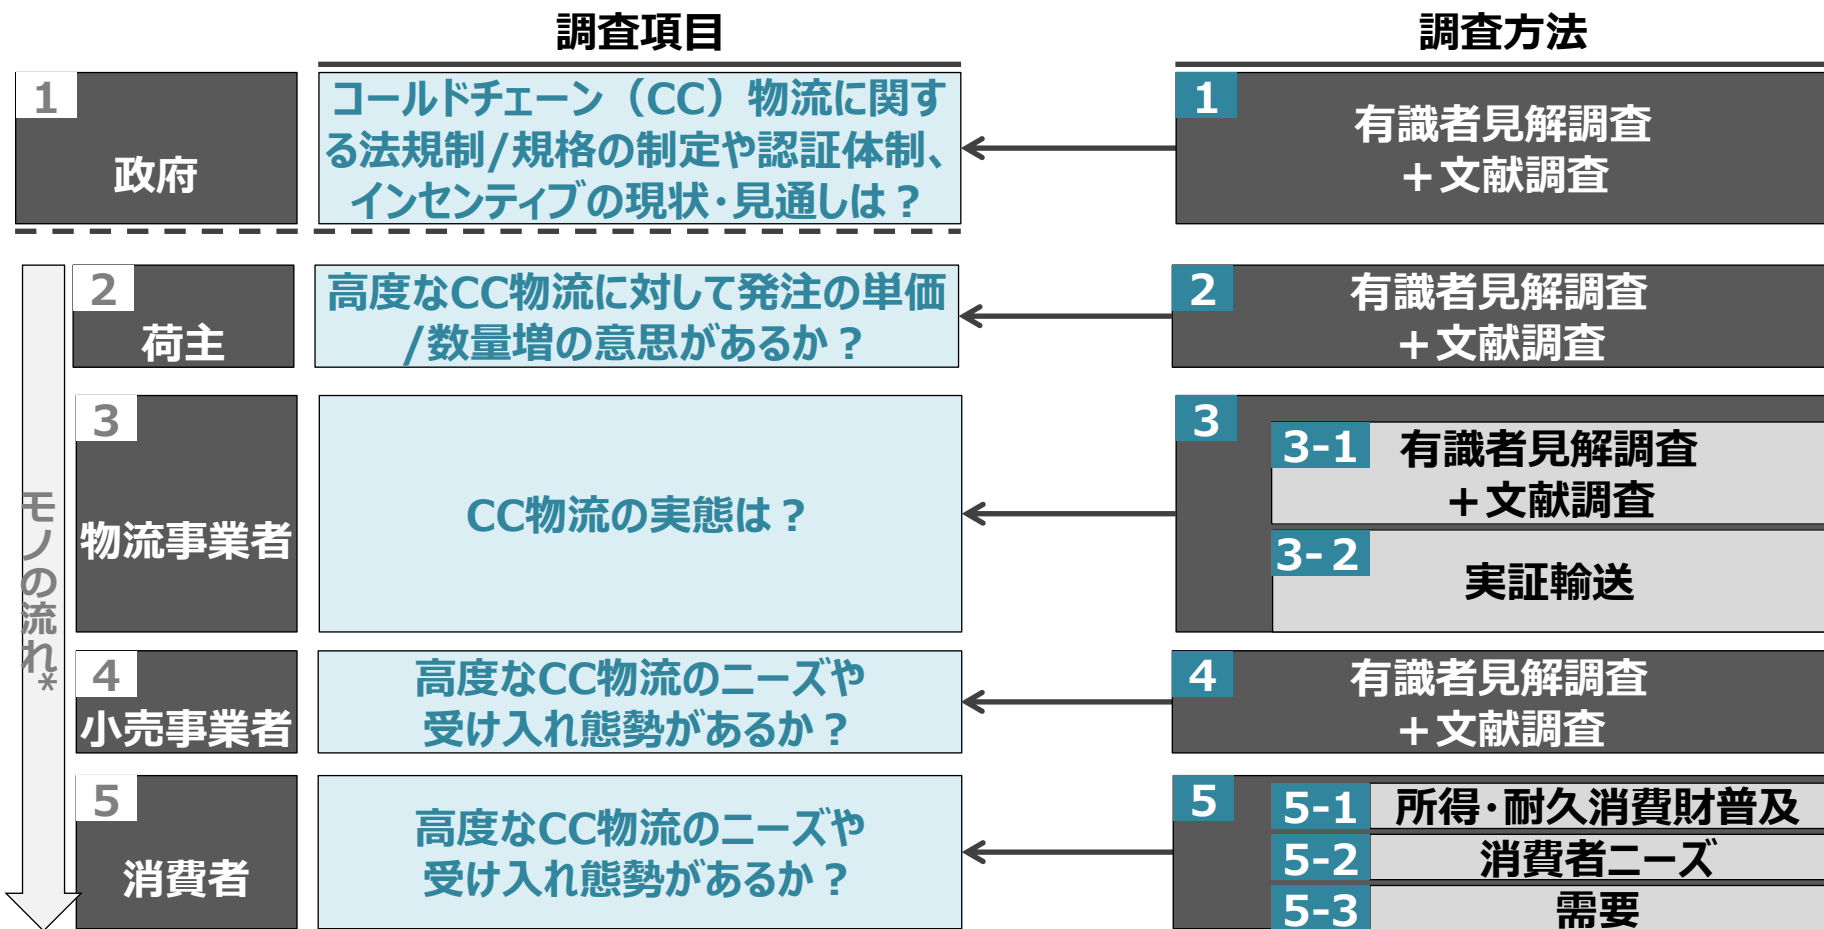 調査項目
調査方法
1
政府
コールドチェーン（CC）物流に関す
る法規制/規格の制定や認証体制、
インセンティブの現状・見通しは？
1
有識者見解調査
＋文献調査
モノの流れ*
2
荷主
高度なCC物流に対して発注の単価
/数量増の意思があるか？
2
有識者見解調査
＋文献調査
3
物流事業者
CC物流の実態は？
3
3-1
有識者見解調査
＋文献調査
3-２
実証輸送
4
小売事業者
高度なCC物流のニーズや
受け入れ態勢があるか？
4
有識者見解調査
＋文献調査
5
消費者
高度なCC物流のニーズや
受け入れ態勢があるか？
5
5-1
所得・耐久消費財普及
5-2
消費者ニーズ
5-3
需要